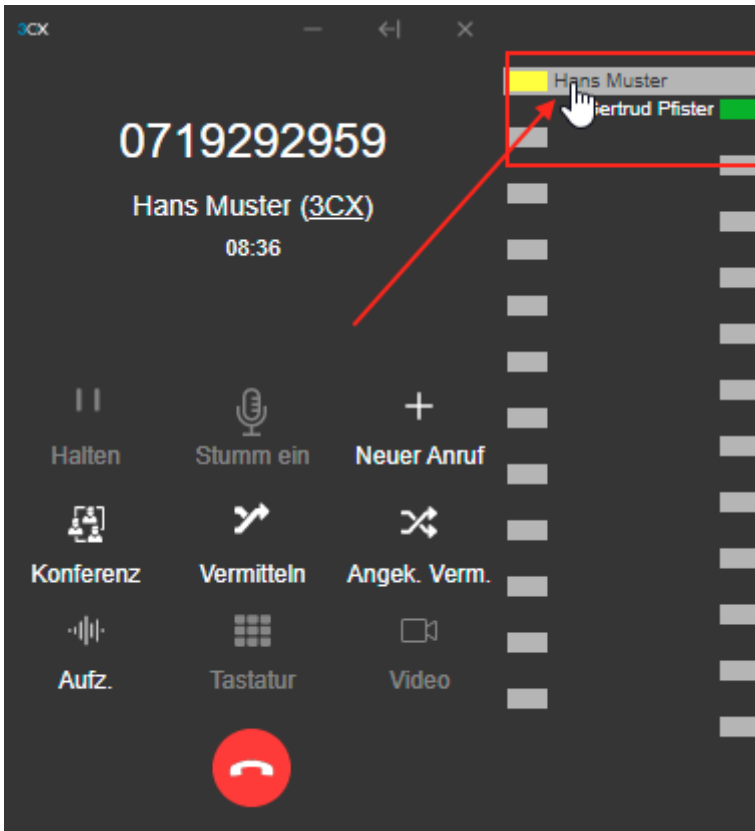 3CX
Hans Muster
Gertrud Pfister
0719292959
Hans Muster (3CX)
08:36
Halten
Stumm ein
Neuer Anruf
Konferenz
Vermitteln
Angek. Verm.
Aufz.
Tastatur
Video